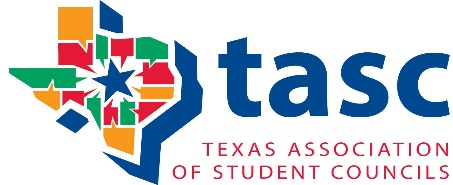 tasc
TEXAS ASSOCIATION
OF STUDENT COUNCILS